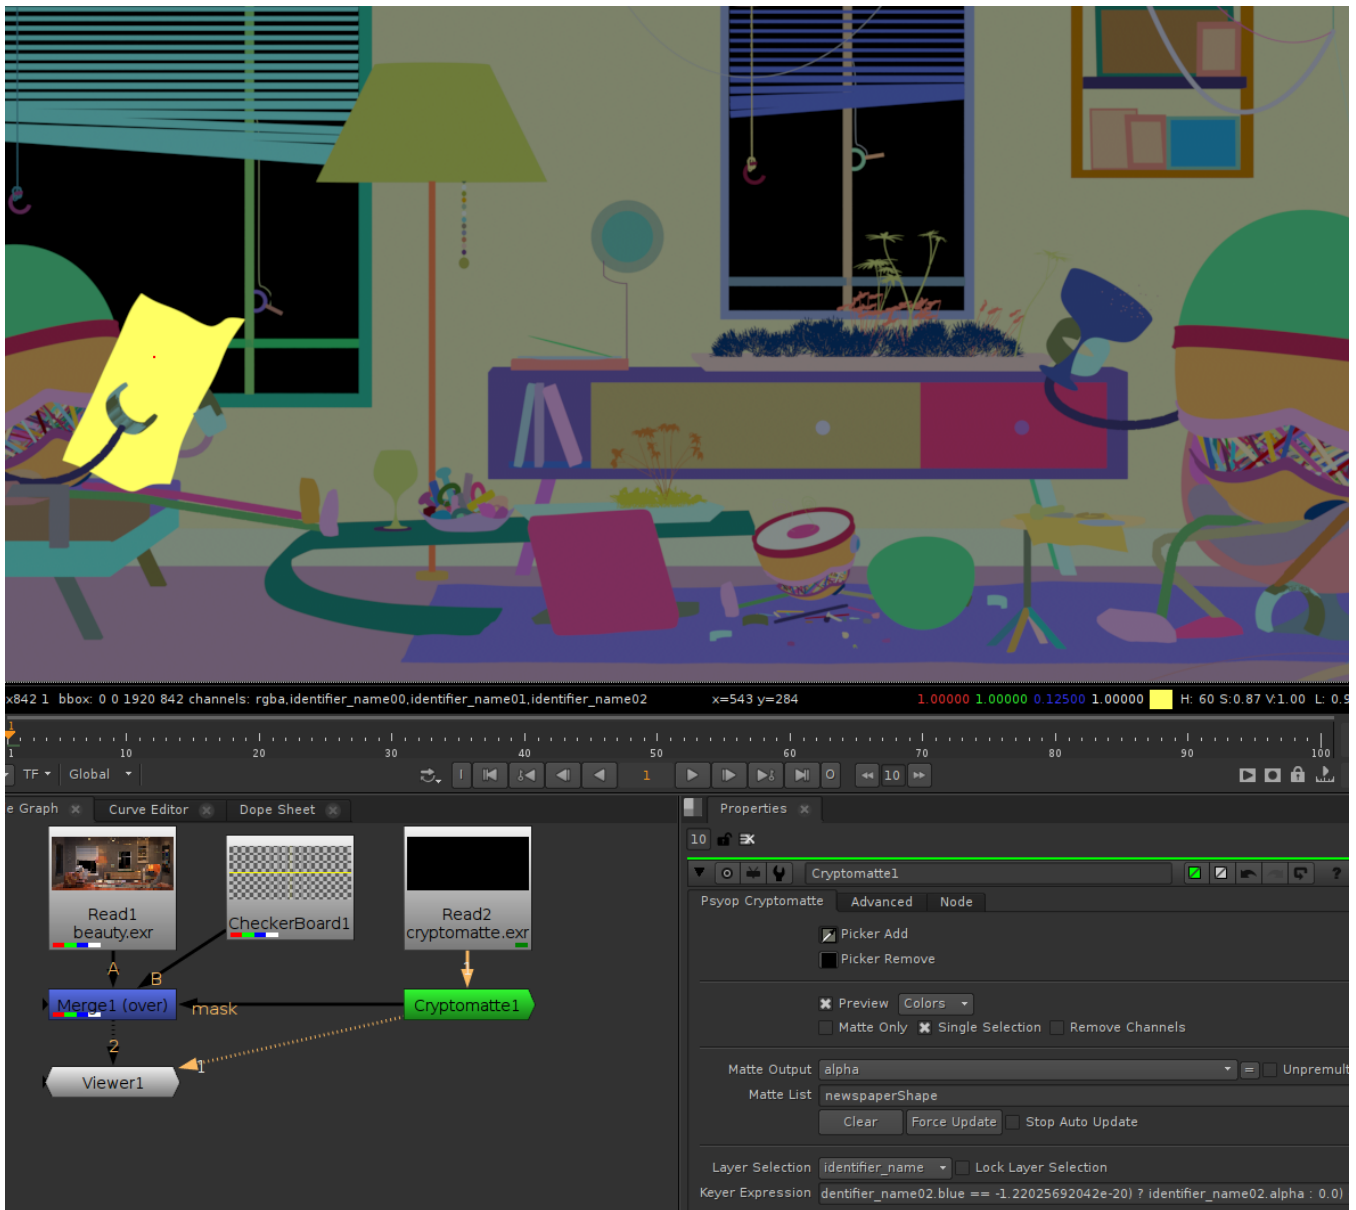 x842 1 bbox: 0 0 1920 842 channels: rgba,identifier_name00,identifier_name01,identifier_name02 x=543 y=284 1.00000 1.00000 0.12500 1.00000 H: 60 S:0.87 V:1.00 L: 0.9
1
1 10 20 30 40 50 60 70 80 90 100
TF Global I 1 O 10
e Graph Curve Editor Dope Sheet
Properties
10
Cryptomatte1 ?
Psyop Cryptomatte Advanced Node
Picker Add
Picker Remove
Preview Colors
Matte Only Single Selection Remove Channels
Matte Output alpha = Unpremult
Matte List newspaperShape
Clear Force Update Stop Auto Update
Layer Selection identifier_name Lock Layer Selection
Keyer Expression dentifier_name02.blue == -1.22025692042e-20) ? identifier_name02.alpha : 0.0)
Read1
beauty.exr
CheckerBoard1
Read2
cryptomatte.exr
A
B
1
Merge1 (over)
mask
Cryptomatte1
2
1
Viewer1